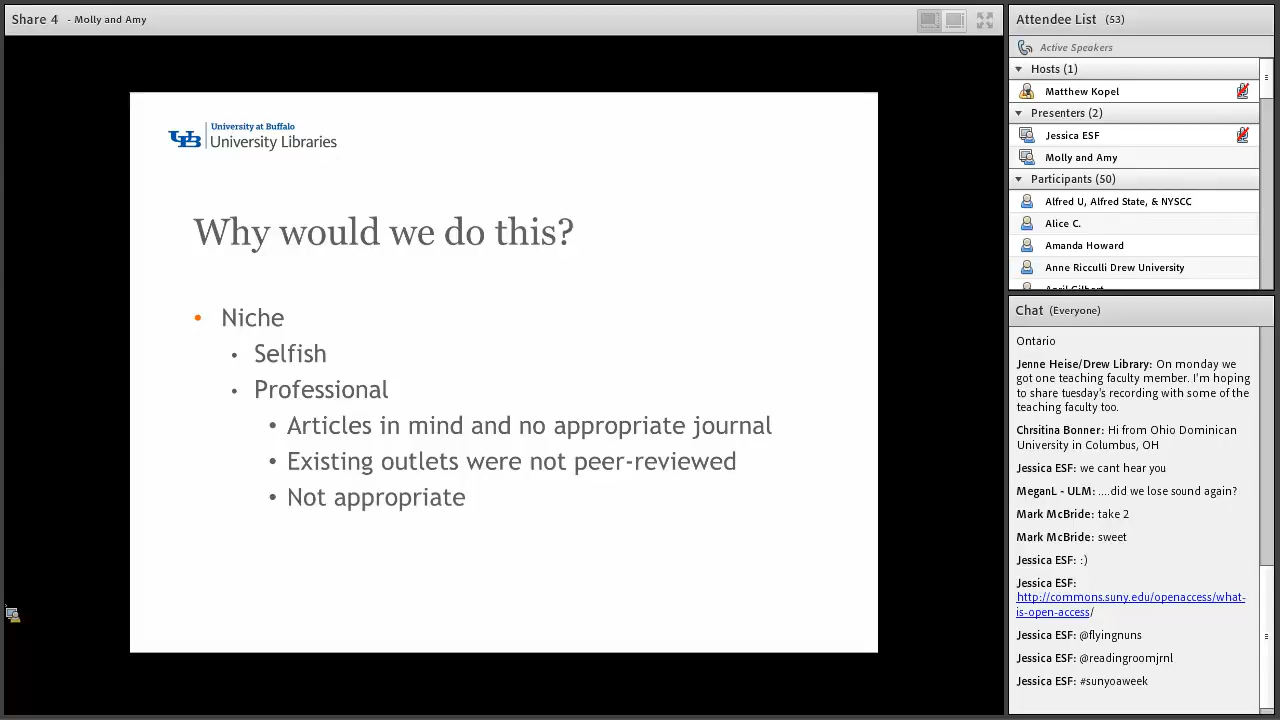 Share 4 - Molly and Amy
University at Buffalo
UB University Libraries
Why would we do this?
• Niche
• Selfish
• Professional
• Articles in mind and no appropriate journal
• Existing outlets were not peer-reviewed
• Not appropriate
Attendee List (53)
Active Speakers
Hosts (1)
Matthew Kopel
Presenters (2)
Jessica ESF
Molly and Amy
Participants (50)
Alfred U, Alfred State, & NYSCC
Alice C.
Amanda Howard
Anne Ricculli Drew University
April Gilbert
Chat (Everyone)
Ontario
Jenne Heise/Drew Library: On monday we
got one teaching faculty member. I'm hoping
to share tuesday's recording with some of the
teaching faculty too.
Chrsitina Bonner: Hi from Ohio Dominican
University in Columbus, OH
Jessica ESF: we cant hear you
MeganL - ULM: ....did we lose sound again?
Mark McBride: take 2
Mark McBride: sweet
Jessica ESF: :)
Jessica ESF:
http://commons.suny.edu/openaccess/what-
is-open-access/
Jessica ESF: @flyingnuns
Jessica ESF: @readingroomjrnl
Jessica ESF: #sunyoaweek